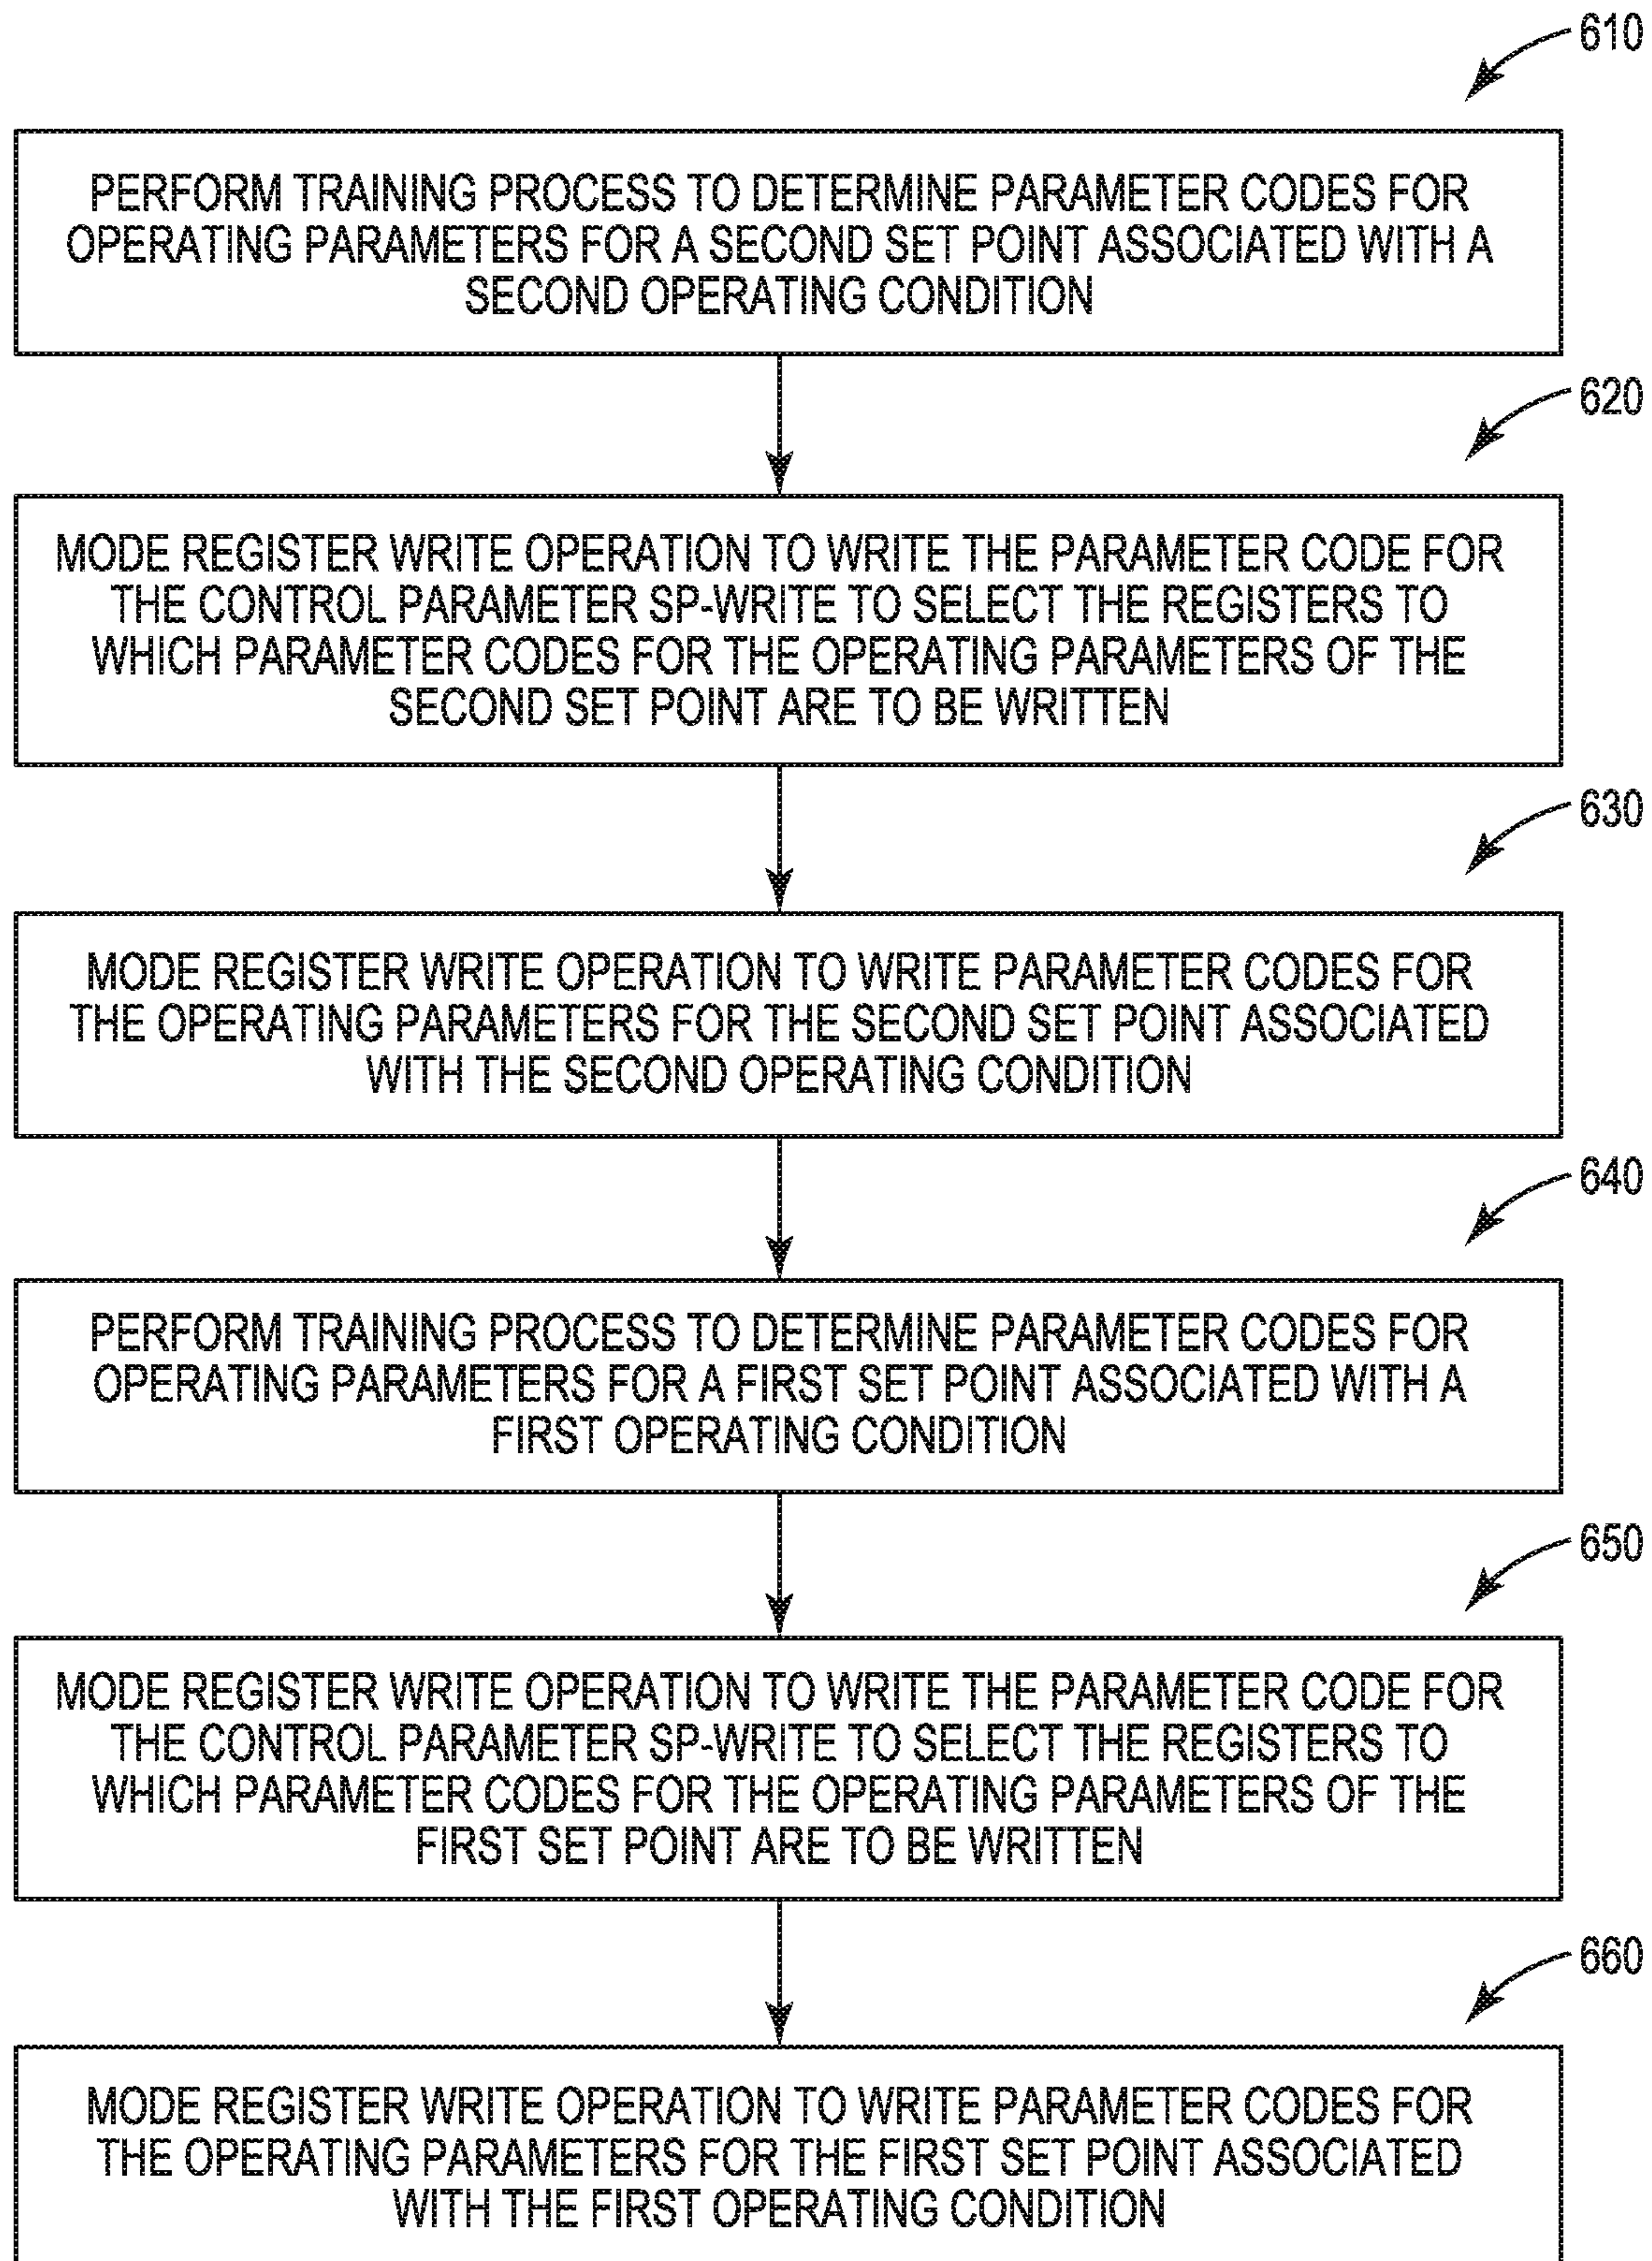 610
PERFORM TRAINING PROCESS TO DETERMINE PARAMETER CODES FOR
OPERATING PARAMETERS FOR A SECOND SET POINT ASSOCIATED WITH A
SECOND OPERATING CONDITION
620
MODE REGISTER WRITE OPERATION TO WRITE THE PARAMETER CODE FOR
THE CONTROL PARAMETER SP-WRITE TO SELECT THE REGISTERS TO
WHICH PARAMETER CODES FOR THE OPERATING PARAMETERS OF THE
SECOND SET POINT ARE TO BE WRITTEN
630
MODE REGISTER WRITE OPERATION TO WRITE PARAMETER CODES FOR
THE OPERATING PARAMETERS FOR THE SECOND SET POINT ASSOCIATED
WITH THE SECOND OPERATING CONDITION
640
PERFORM TRAINING PROCESS TO DETERMINE PARAMETER CODES FOR
OPERATING PARAMETERS FOR A FIRST SET POINT ASSOCIATED WITH A
FIRST OPERATING CONDITION
650
MODE REGISTER WRITE OPERATION TO WRITE THE PARAMETER CODE FOR
THE CONTROL PARAMETER SP-WRITE TO SELECT THE REGISTERS TO
WHICH PARAMETER CODES FOR THE OPERATING PARAMETERS OF THE
FIRST SET POINT ARE TO BE WRITTEN
660
MODE REGISTER WRITE OPERATION TO WRITE PARAMETER CODES FOR
THE OPERATING PARAMETERS FOR THE FIRST SET POINT ASSOCIATED
WITH THE FIRST OPERATING CONDITION